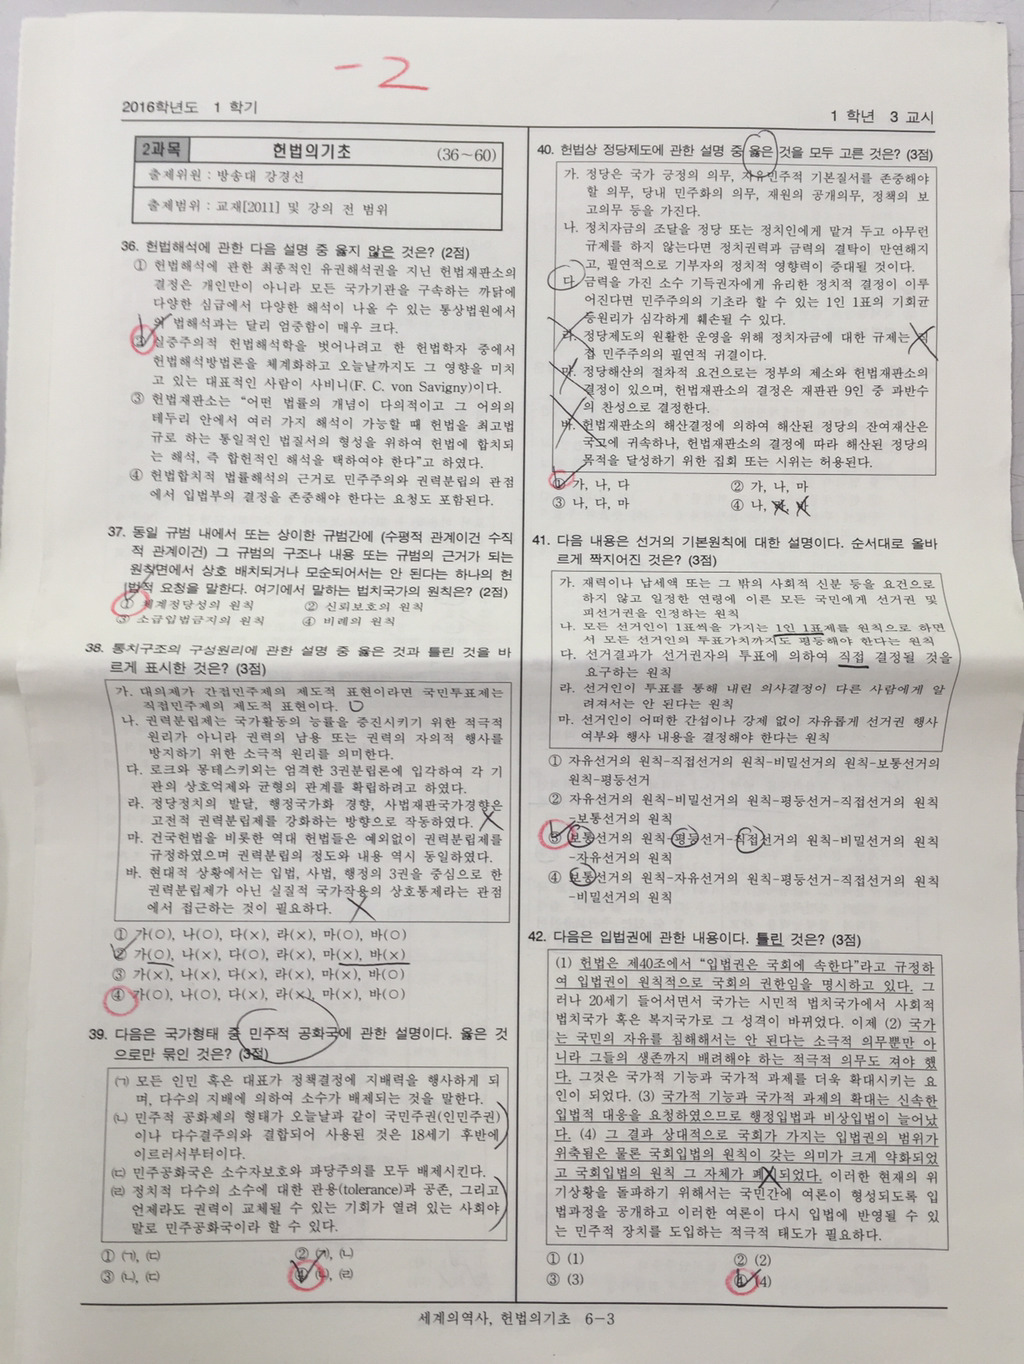 -2
2016학년도 1 학기
1 학년 3 교시
2과목 헌법의기초 (36~60)
출제위원 : 방송대 강경선
출제범위 : 교재[2011] 및 강의 전 범위
36. 헌법해석에 관한 다음 설명 중 옳지 않은 것은? (2점)
① 헌법해석에 관한 최종적인 유권해석권을 지닌 헌법재판소의
결정은 개인만이 아니라 모든 국가기관을 구속하는 까닭에
다양한 심급에서 다양한 해석이 나올 수 있는 통상법원에서
의 법해석과는 달리 엄중함이 매우 크다.
② 실증주의적 헌법해석학을 벗어나려고 한 헌법학자 중에서
헌법해석방법론을 체계화하고 오늘날까지도 그 영향을 미치
고 있는 대표적인 사람이 사비니(F. C. von Savigny)이다.
③ 헌법재판소는 “어떤 법률의 개념이 다의적이고 그 어의의
테두리 안에서 여러 가지 해석이 가능할 때 헌법을 최고법
규로 하는 통일적인 법질서의 형성을 위하여 헌법에 합치되
는 해석, 즉 합헌적인 해석을 택하여야 한다”고 하였다.
④ 헌법합치적 법률해석의 근거로 민주주의와 권력분립의 관점
에서 입법부의 결정을 존중해야 한다는 요청도 포함된다.
37. 동일 규범 내에서 또는 상이한 규범간에 (수평적 관계이건 수직
적 관계이건) 그 규범의 구조나 내용 또는 규범의 근거가 되는
원칙면에서 상호 배치되거나 모순되어서는 안 된다는 하나의 헌
법적 요청을 말한다. 여기에서 말하는 법치국가의 원칙은? (2점)
① 체계정당성의 원칙 ② 신뢰보호의 원칙
③ 소급입법금지의 원칙 ④ 비례의 원칙
38. 통치구조의 구성원리에 관한 설명 중 옳은 것과 틀린 것을 바
르게 표시한 것은? (3점)
가. 대의제가 간접민주제의 제도적 표현이라면 국민투표제는
직접민주제의 제도적 표현이다. O
나. 권력분립제는 국가활동의 능률을 증진시키기 위한 적극적
원리가 아니라 권력의 남용 또는 권력의 자의적 행사를
방지하기 위한 소극적 원리를 의미한다.
다. 로크와 몽테스키외는 엄격한 3권분립론에 입각하여 각 기
관의 상호억제와 균형의 관계를 확립하려고 하였다.
라. 정당정치의 발달, 행정국가화 경향, 사법재판국가경향은
고전적 권력분립제를 강화하는 방향으로 작동하였다. X
마. 건국헌법을 비롯한 역대 헌법들은 예외없이 권력분립제를
규정하였으며 권력분립의 정도와 내용 역시 동일하였다.
바. 현대적 상황에서는 입법, 사법, 행정의 3권을 중심으로 한
권력분립제가 아닌 실질적 국가작용의 상호통제라는 관점
에서 접근하는 것이 필요하다. X
① 가(○), 나(○), 다(×), 라(×), 마(○), 바(○)
② 가(○), 나(×), 다(○), 라(×), 마(×), 바(×)
③ 가(×), 나(×), 다(×), 라(×), 마(×), 바(○)
④ 가(○), 나(○), 다(×), 라(×), 마(×), 바(○)
39. 다음은 국가형태 중 민주적 공화국에 관한 설명이다. 옳은 것
으로만 묶인 것은? (3점)
㈀ 모든 인민 혹은 대표가 정책결정에 지배력을 행사하게 되
며, 다수의 지배에 의하여 소수가 배제되는 것을 말한다.
㈁ 민주적 공화제의 형태가 오늘날과 같이 국민주권(인민주권)
이나 다수결주의와 결합되어 사용된 것은 18세기 후반에
이르러서부터이다.
㈂ 민주공화국은 소수자보호와 파당주의를 모두 배제시킨다.
㈃ 정치적 다수의 소수에 대한 관용(tolerance)과 공존, 그리고
언제라도 권력이 교체될 수 있는 기회가 열려 있는 사회야
말로 민주공화국이라 할 수 있다.
① ㈀, ㈂ ② ㈀, ㈁
③ ㈁, ㈂ ④ ㈁, ㈃
40. 헌법상 정당제도에 관한 설명 중 옳은 것을 모두 고른 것은? (3점)
가. 정당은 국가 긍정의 의무, 자유민주적 기본질서를 존중해야
할 의무, 당내 민주화의 의무, 재원의 공개의무, 정책의 보
고의무 등을 가진다.
나. 정치자금의 조달을 정당 또는 정치인에게 맡겨 두고 아무런
규제를 하지 않는다면 정치권력과 금력의 결탁이 만연해지
고, 필연적으로 기부자의 정치적 영향력이 증대될 것이다.
다. 금력을 가진 소수 기득권자에게 유리한 정치적 결정이 이루
어진다면 민주주의의 기초라 할 수 있는 1인 1표의 기회균
등원리가 심각하게 훼손될 수 있다.
라. 정당제도의 원활한 운영을 위해 정치자금에 대한 규제는 직
접 민주주의의 필연적 귀결이다.
마. 정당해산의 절차적 요건으로는 정부의 제소와 헌법재판소의
결정이 있으며, 헌법재판소의 결정은 재판관 9인 중 과반수
의 찬성으로 결정한다.
바. 헌법재판소의 해산결정에 의하여 해산된 정당의 잔여재산은
국고에 귀속하나, 헌법재판소의 결정에 따라 해산된 정당의
목적을 달성하기 위한 집회 또는 시위는 허용된다.
① 가, 나, 다 ② 가, 나, 마
③ 나, 다, 마 ④ 나, 라, 바
41. 다음 내용은 선거의 기본원칙에 대한 설명이다. 순서대로 올바
르게 짝지어진 것은? (3점)
가. 재력이나 납세액 또는 그 밖의 사회적 신분 등을 요건으로
하지 않고 일정한 연령에 이른 모든 국민에게 선거권 및
피선거권을 인정하는 원칙
나. 모든 선거인이 1표씩을 가지는 1인 1표제를 원칙으로 하면
서 모든 선거인의 투표가치까지도 평등해야 한다는 원칙
다. 선거결과가 선거권자의 투표에 의하여 직접 결정될 것을
요구하는 원칙
라. 선거인이 투표를 통해 내린 의사결정이 다른 사람에게 알
려져서는 안 된다는 원칙
마. 선거인이 어떠한 간섭이나 강제 없이 자유롭게 선거권 행사
여부와 행사 내용을 결정해야 한다는 원칙
① 자유선거의 원칙-직접선거의 원칙-비밀선거의 원칙-보통선거의
원칙-평등선거
② 자유선거의 원칙-비밀선거의 원칙-평등선거-직접선거의 원칙
-보통선거의 원칙
③ 보통선거의 원칙-평등선거-직접선거의 원칙-비밀선거의 원칙
-자유선거의 원칙
④ 보통선거의 원칙-자유선거의 원칙-평등선거-직접선거의 원칙
-비밀선거의 원칙
42. 다음은 입법권에 관한 내용이다. 틀린 것은? (3점)
(1) 헌법은 제40조에서 “입법권은 국회에 속한다”라고 규정하
여 입법권이 원칙적으로 국회의 권한임을 명시하고 있다. 그
러나 20세기 들어서면서 국가는 시민적 법치국가에서 사회적
법치국가 혹은 복지국가로 그 성격이 바뀌었다. 이제 (2) 국가
는 국민의 자유를 침해해서는 안 된다는 소극적 의무뿐만 아
니라 그들의 생존까지 배려해야 하는 적극적 의무도 져야 했
다. 그것은 국가적 기능과 국가적 과제를 더욱 확대시키는 요
인이 되었다. (3) 국가적 기능과 국가적 과제의 확대는 신속한
입법적 대응을 요청하였으므로 행정입법과 비상입법이 늘어났
다. (4) 그 결과 상대적으로 국회가 가지는 입법권의 범위가
위축됨은 물론 국회입법의 원칙이 갖는 의미가 크게 약화되었
고 국회입법의 원칙 그 자체가 폐지되었다. 이러한 현재의 위
기상황을 돌파하기 위해서는 국민간에 여론이 형성되도록 입
법과정을 공개하고 이러한 여론이 다시 입법에 반영될 수 있
는 민주적 장치를 도입하는 적극적 태도가 필요하다.
① (1) ② (2)
③ (3) ④ (4)
세계의역사, 헌법의기초 6-3